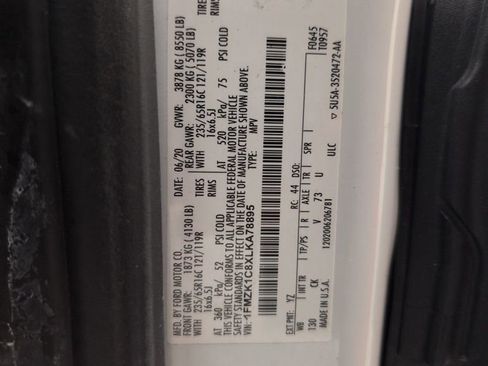 MFD. BY FORD MOTOR CO.
DATE: 06/20 GVWR: 3878 KG ( 8550 LB)
FRONT GAWR: 1873 KG ( 4130 LB)
REAR GAWR: 2300 KG ( 5070 LB)
WITH
235/65R16C 121/119R TIRES
16x6.5J RIMS
AT 360 kPa/ 52 PSI COLD
WITH
235/65R16C 121/119R TIRES
16x6.5J RIMS
AT 520 kPa/ 75 PSI COLD
THIS VEHICLE CONFORMS TO ALL APPLICABLE FEDERAL MOTOR VEHICLE
SAFETY STANDARDS IN EFFECT ON THE DATE OF MANUFACTURE SHOWN ABOVE.
VIN: 1FMZK1C8XLKA78895
TYPE: MPV
F0645
T0957
EXT PNT: YZ RC: 44 DSO:
WB INT TR TP/PS R AXLE TR SPR
130 CK V 73 U ULC
MADE IN U.S.A.
1202006206781
▽ 5U5A-3520472-AA